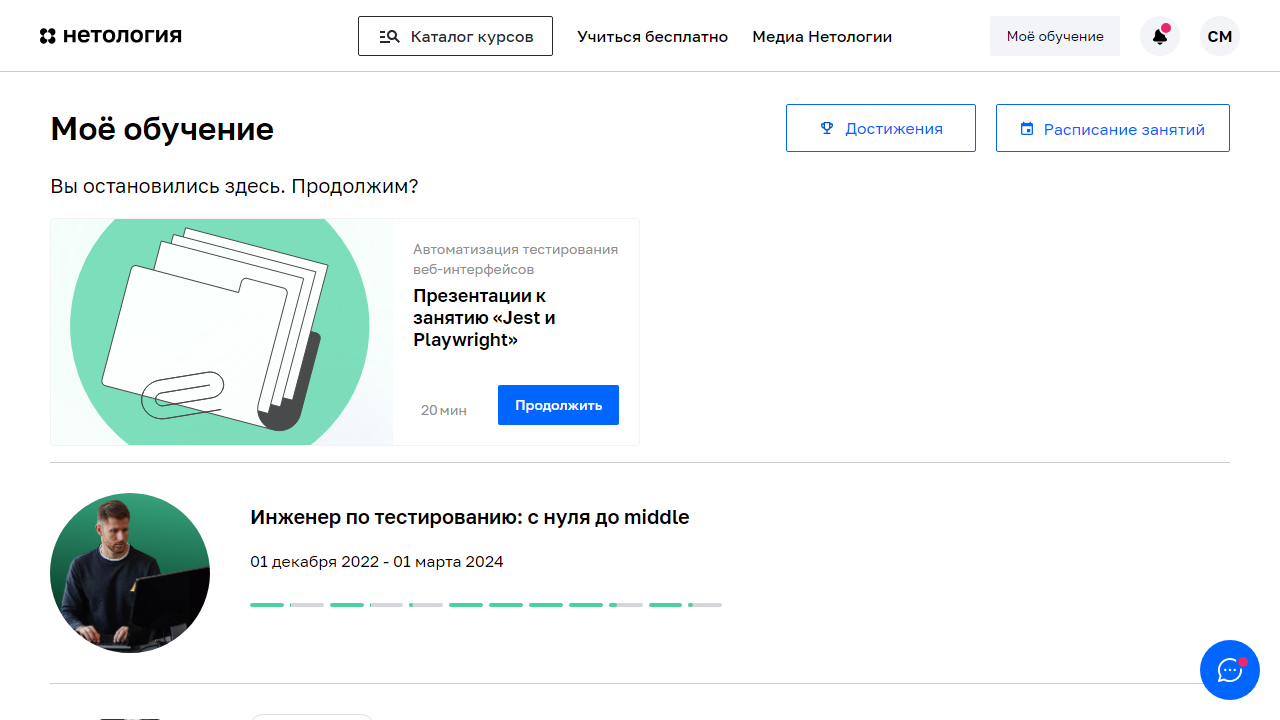 нетология
Каталог курсов
Учиться бесплатно
Медиа Нетологии
Моё обучение
СМ
Моё обучение
Достижения
Расписание занятий
Вы остановились здесь. Продолжим?
Автоматизация тестирования
веб-интерфейсов
Презентации к
занятию «Jest и
Playwright»
20 мин
Продолжить
Инженер по тестированию: с нуля до middle
01 декабря 2022 - 01 марта 2024